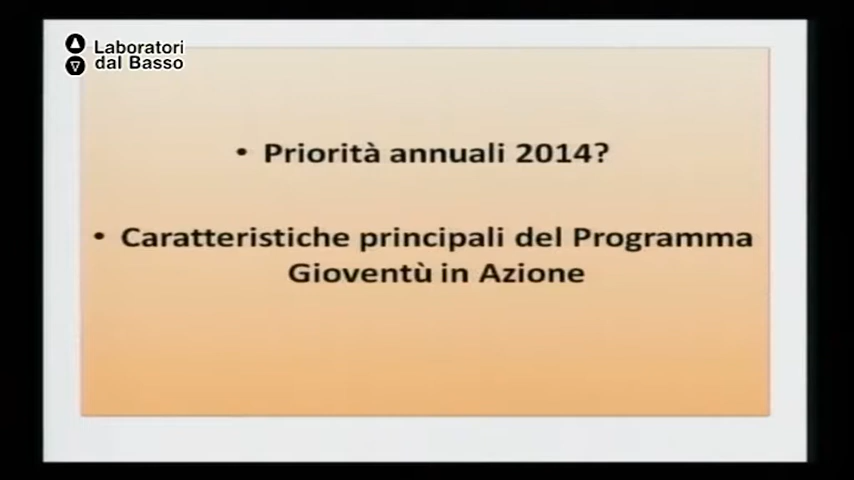 Laboratori
dal Basso
• Priorità annuali 2014?
• Caratteristiche principali del Programma
Gioventù in Azione